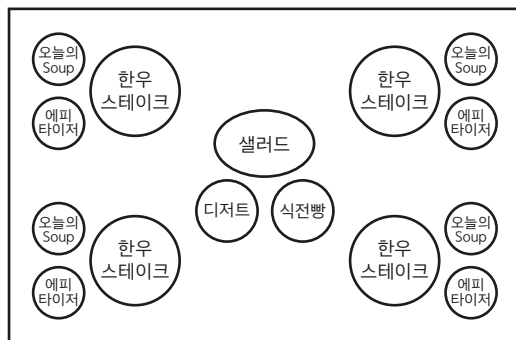 오늘의
Soup
에피
타이저
한우
스테이크
한우
스테이크
오늘의
Soup
에피
타이저
샐러드
디저트
식전빵
오늘의
Soup
에피
타이저
한우
스테이크
한우
스테이크
오늘의
Soup
에피
타이저